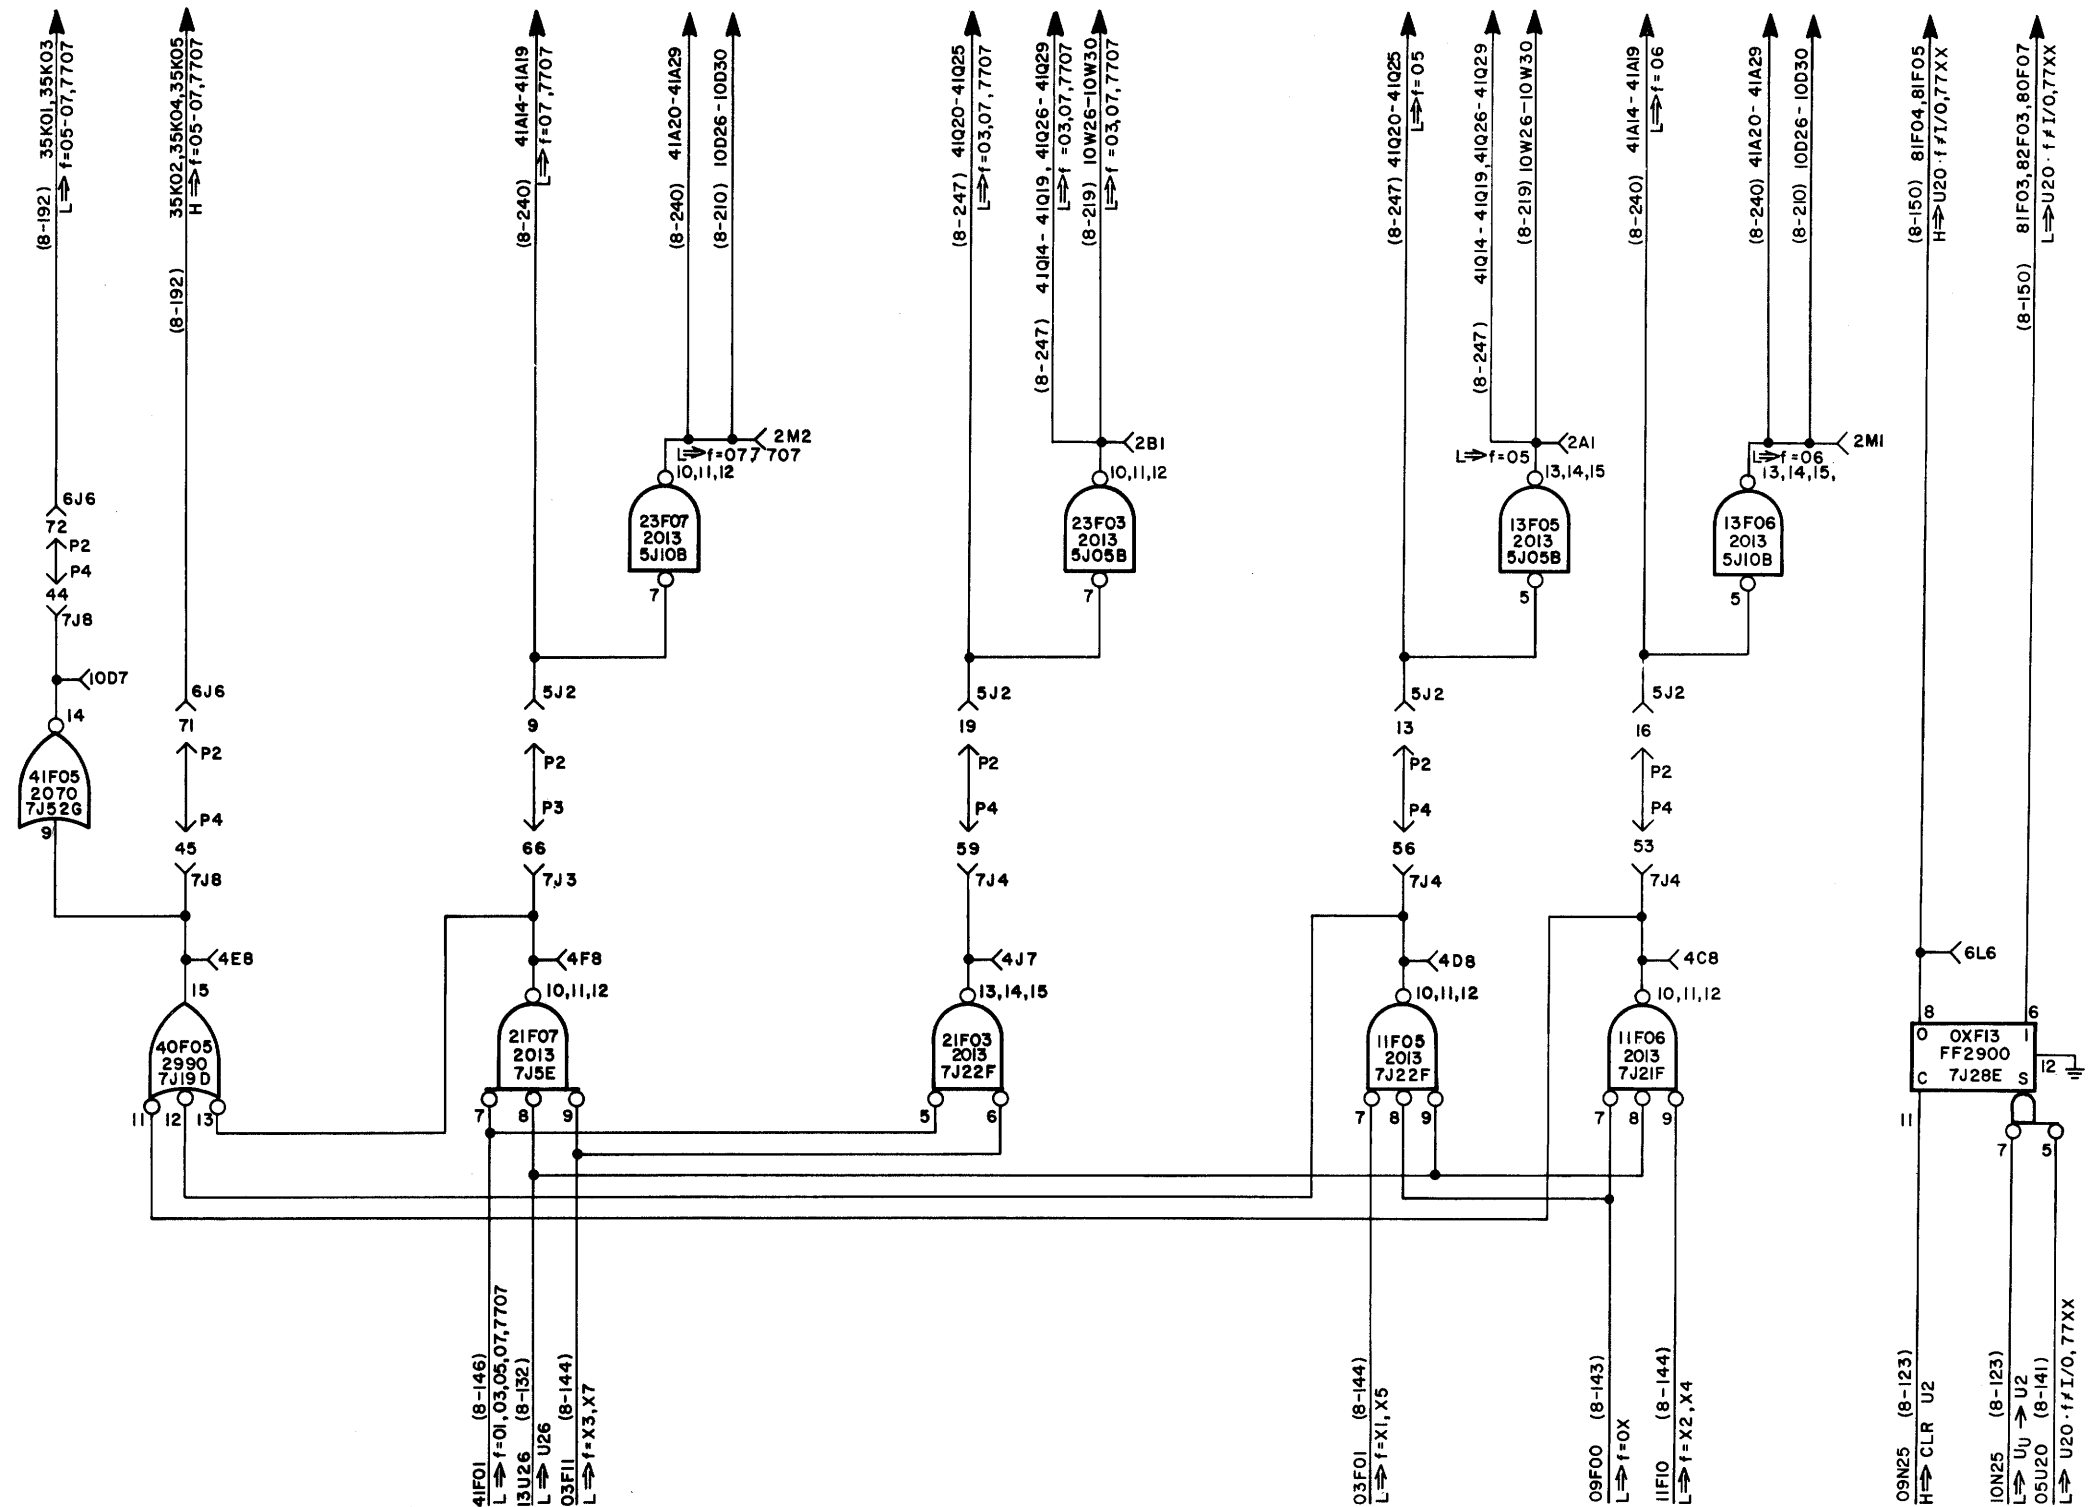 (8-192) 35K01,35K03
L⇒f=05-07,7707
(8-192) 35K02,35K04,35K05
H⇒f=05-07,7707
(8-240) 41A14-41A19
L⇒f=07,7707
(8-240) 41A20-41A29
(8-210) 10D26-10D30
(8-247) 41Q20-41Q25
L⇒f=03,07,7707
(8-247) 41Q14-41Q19,41Q26-41Q29
L⇒f=03,07,7707
(8-219) 10W26-10W30
L⇒f=03,07,7707
(8-247) 41Q20-41Q25
L⇒f=05
(8-247) 41Q14-41Q19,41Q26-41Q29
(8-219) 10W26-10W30
(8-240) 41A14-41A19
L⇒f=06
(8-240) 41A20-41A29
(8-210) 10D26-10D30
(8-150) 81F04,81F05
H⇒U20·f≠I/O,77XX
(8-150) 81F03,82F03,80F07
L⇒U20·f≠I/O,77XX
2M2
L⇒f=07,7707
10,11,12
23F07
2013
5J10B
7
2B1
10,11,12
23F03
2013
5J05B
7
2A1
L⇒f=05
13,14,15
13F05
2013
5J05B
5
2M1
L⇒f=06
13,14,15,
13F06
2013
5J10B
5
6J6
72
P2
P4
44
7J8
10D7
14
41F05
2070
7J52G
9
6J6
71
P2
P4
45
7J8
4E8
15
40F05
2990
7J19D
11
12
13
5J2
9
P2
P3
66
7J3
4F8
10,11,12
21F07
2013
7J5E
7
8
9
5J2
19
P2
P4
59
7J4
4J7
13,14,15
21F03
2013
7J22F
5
6
5J2
13
P2
P4
56
7J4
4D8
10,11,12
11F05
2013
7J22F
7
8
9
5J2
16
P2
P4
53
7J4
4C8
10,11,12
11F06
2013
7J21F
7
8
9
6L6
8
6
O OXF13 1
FF2900
C 7J28E S
12
11
7
5
41F01 (8-146)
L⇒f=01,03,05,07,7707
13U26 (8-132)
L⇒U26
03F11 (8-144)
L⇒f=X3,X7
03F01 (8-144)
L⇒f=X1,X5
09F00 (8-143)
L⇒f=0X
11F10 (8-144)
L⇒f=X2,X4
09N25 (8-123)
H⇒CLR U2
10N25 (8-123)
L⇒UU→U2
05U20 (8-141)
L⇒U20·f≠I/O,77XX